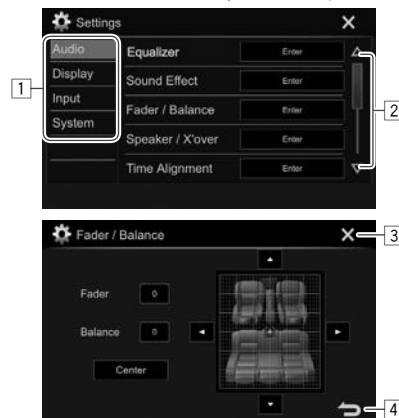 Settings
Audio
Equalizer
Enter
Display
Sound Effect
Enter
Input
Fader / Balance
Enter
System
Speaker / X'over
Enter
Time Alignment
Enter
1
2
Fader / Balance
3
Fader
0
Balance
0
Center
4